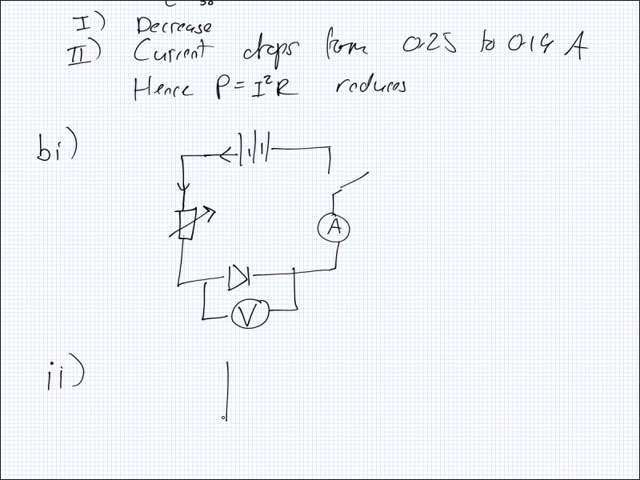 I) Decrease
II) Current drops from 0.25 to 0.14 A
Hence P = I²R reduces
bi)
A
V
ii)